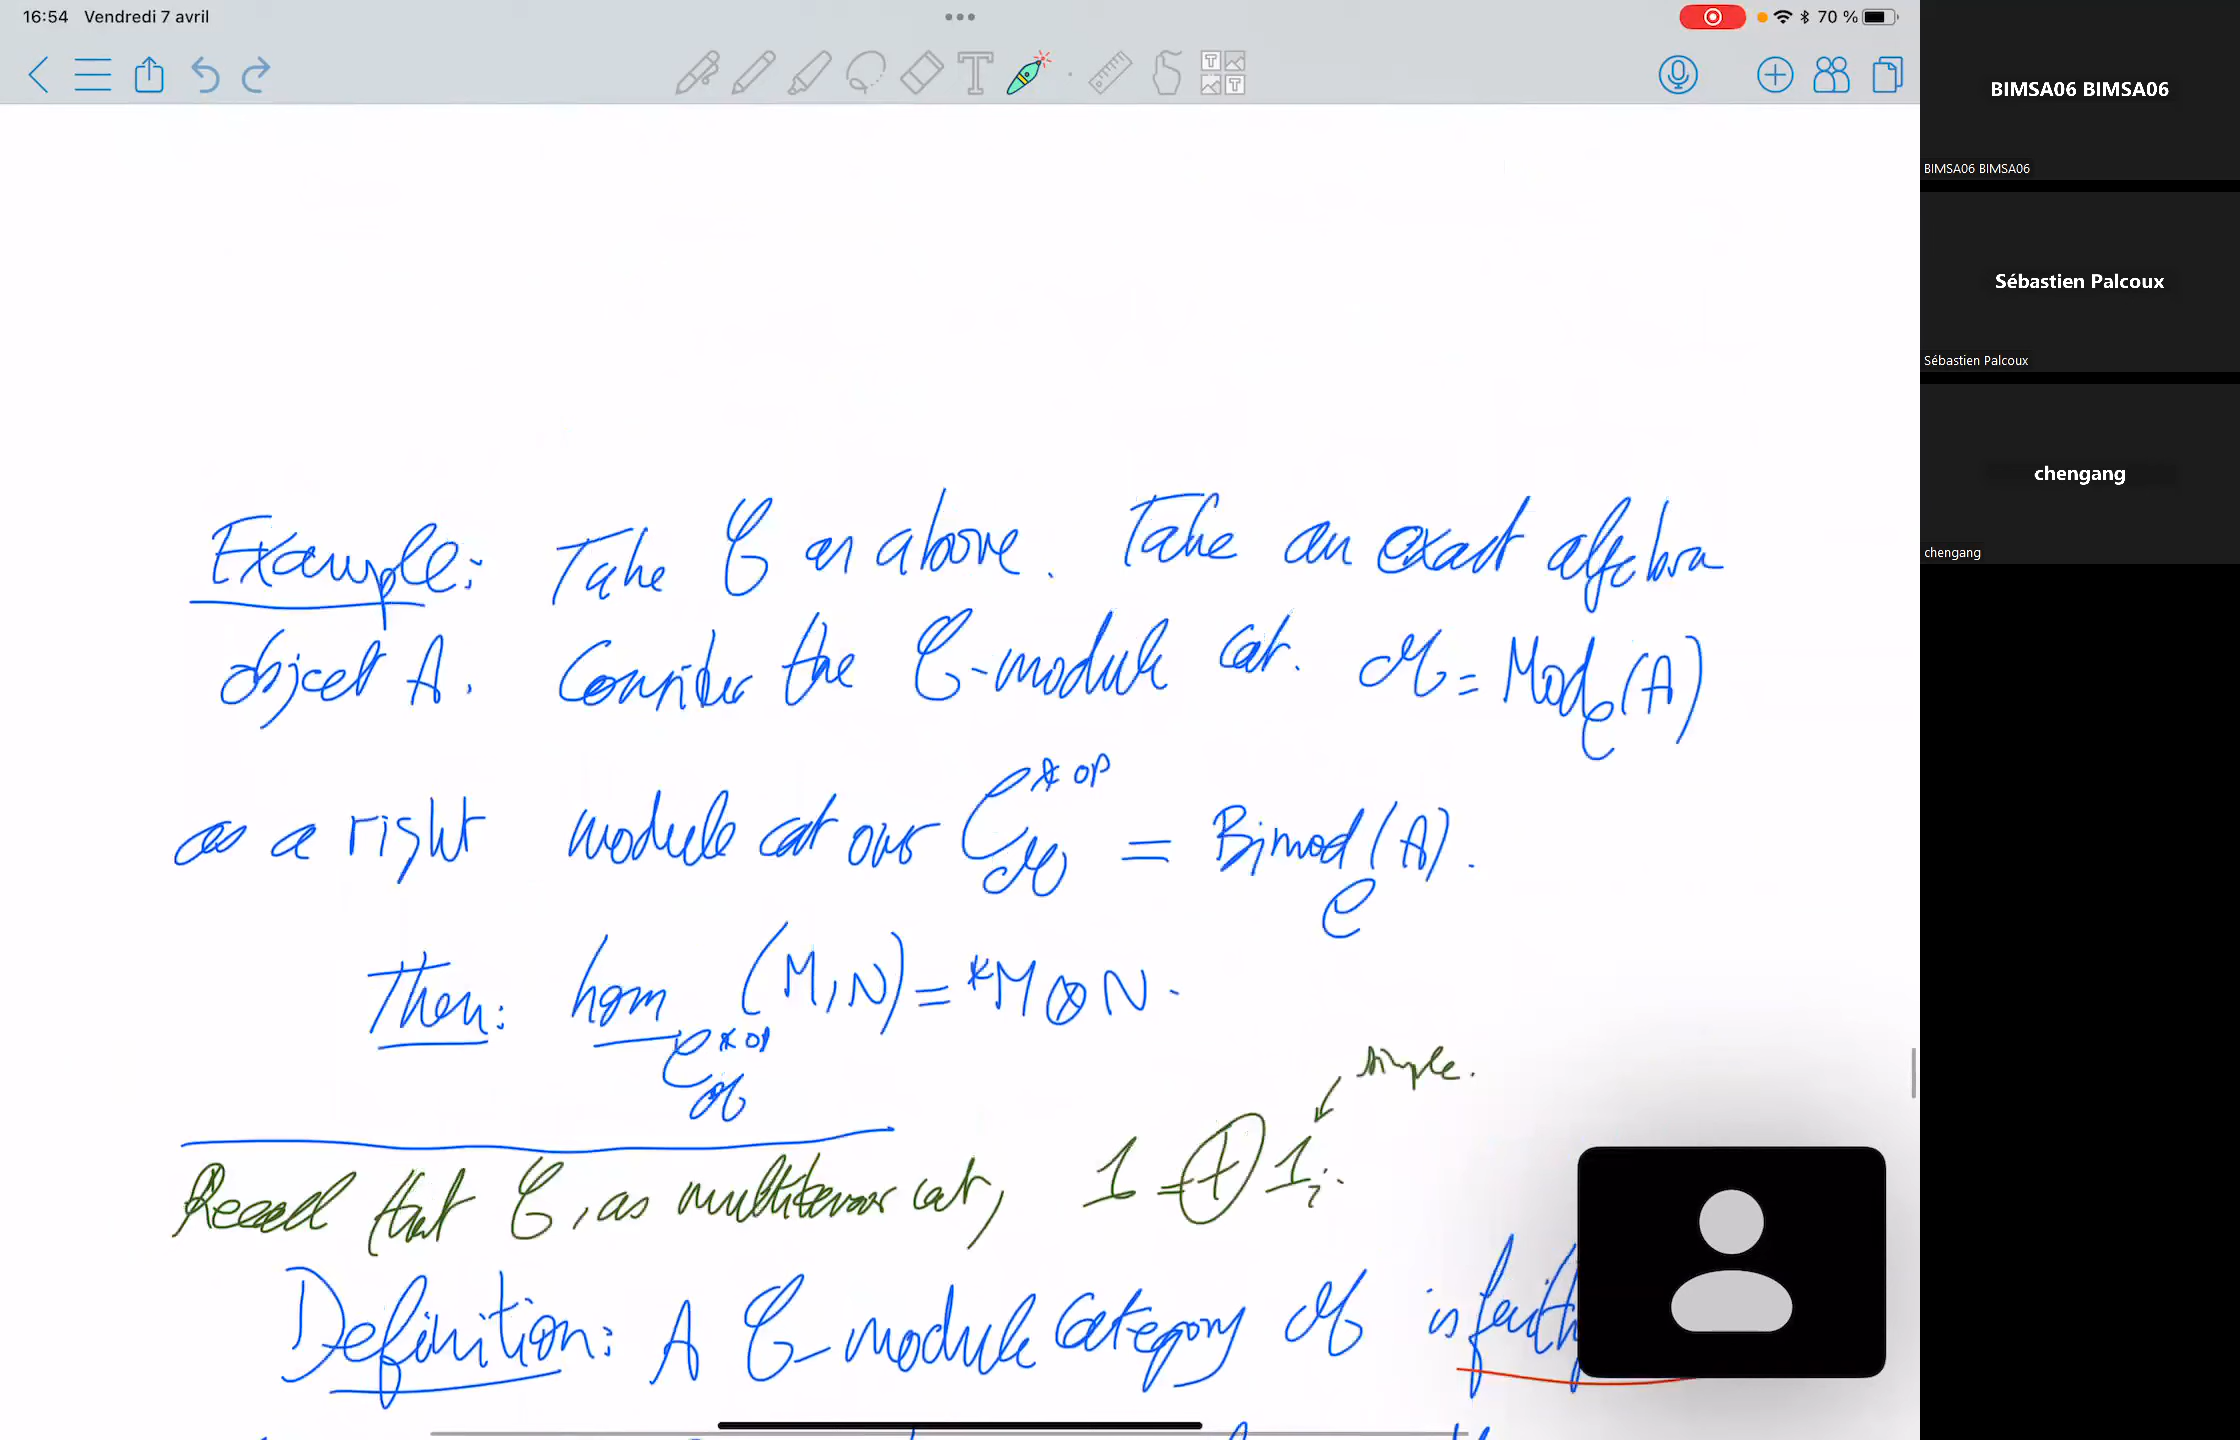 16:54 Vendredi 7 avril
70 %
BIMSA06 BIMSA06
BIMSA06 BIMSA06
Sébastien Palcoux
Sébastien Palcoux
chengang
chengang
Example: Take C as above. Take an exact algebra
object A. Consider the C-module cat. M = Mod_C(A)
as a right module cat over C_M^{* op} = Bimod_C(A).
Then: hom_{C_M^{* op}}(M,N) = *M ⊗ N.
simple.
Recall that C, as multitensor cat, 1 = ⊕ 1_i.
Definition: A C-module category M is